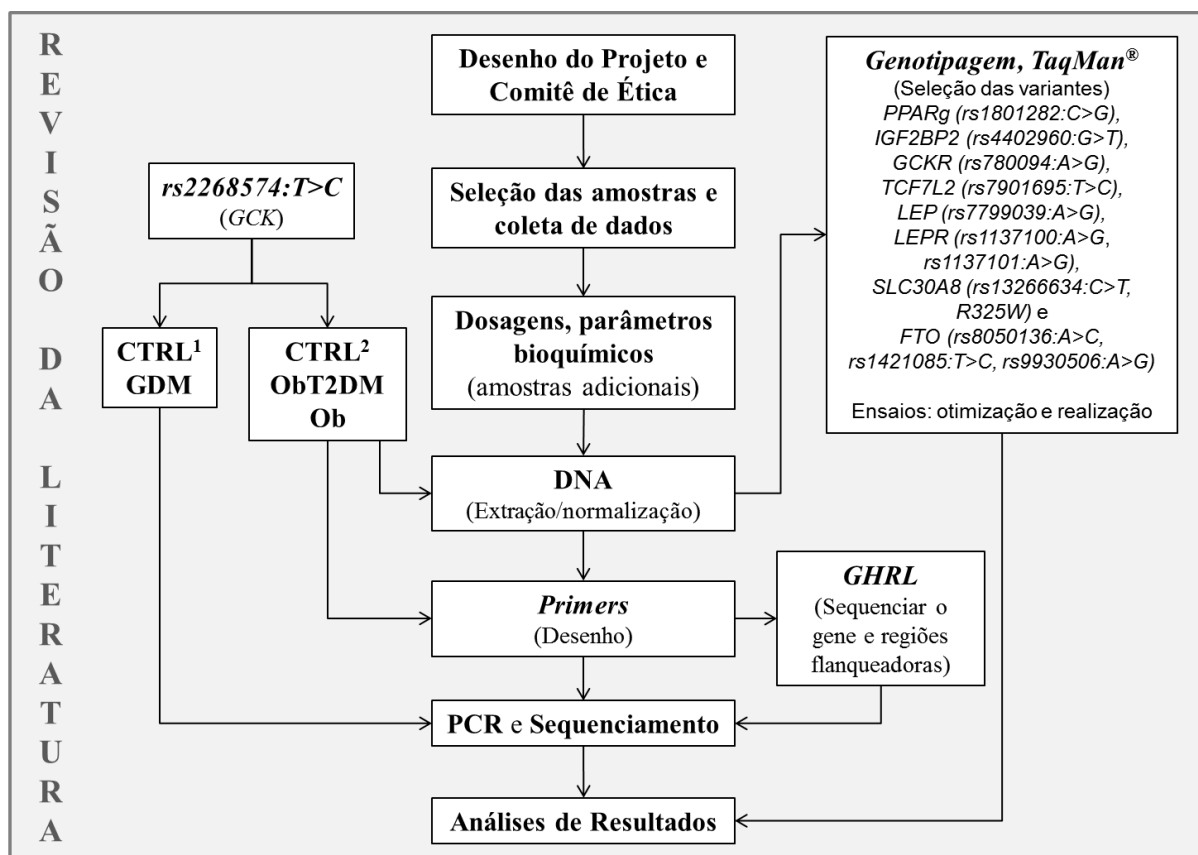 REVISÃO DA LITERATURA
Desenho do Projeto e
Comitê de Ética
Genotipagem, TaqMan®
(Seleção das variantes)
PPARg (rs1801282:C>G),
IGF2BP2 (rs4402960:G>T),
GCKR (rs780094:A>G),
TCF7L2 (rs7901695:T>C),
LEP (rs7799039:A>G),
LEPR (rs1137100:A>G,
rs1137101:A>G),
SLC30A8 (rs13266634:C>T,
R325W) e
FTO (rs8050136:A>C,
rs1421085:T>C, rs9930506:A>G)
Ensaios: otimização e realização
rs2268574:T>C
(GCK)
Seleção das amostras e
coleta de dados
CTRL¹
GDM
CTRL²
ObT2DM
Ob
Dosagens, parâmetros
bioquímicos
(amostras adicionais)
DNA
(Extração/normalização)
Primers
(Desenho)
GHRL
(Sequenciar o
gene e regiões
flanqueadoras)
PCR e Sequenciamento
Análises de Resultados